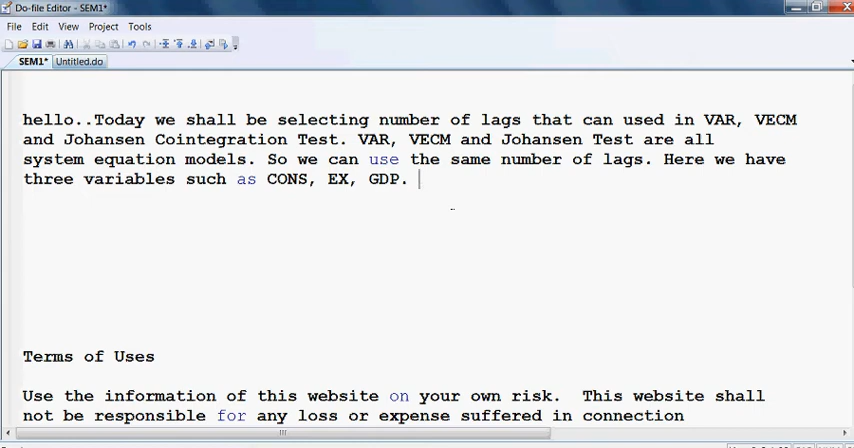 Do-file Editor - SEM1*
File Edit View Project Tools
SEM1* Untitled.do
hello..Today we shall be selecting number of lags that can used in VAR, VECM
and Johansen Cointegration Test. VAR, VECM and Johansen Test are all
system equation models. So we can use the same number of lags. Here we have
three variables such as CONS, EX, GDP.
Terms of Uses
Use the information of this website on your own risk. This website shall
not be responsible for any loss or expense suffered in connection